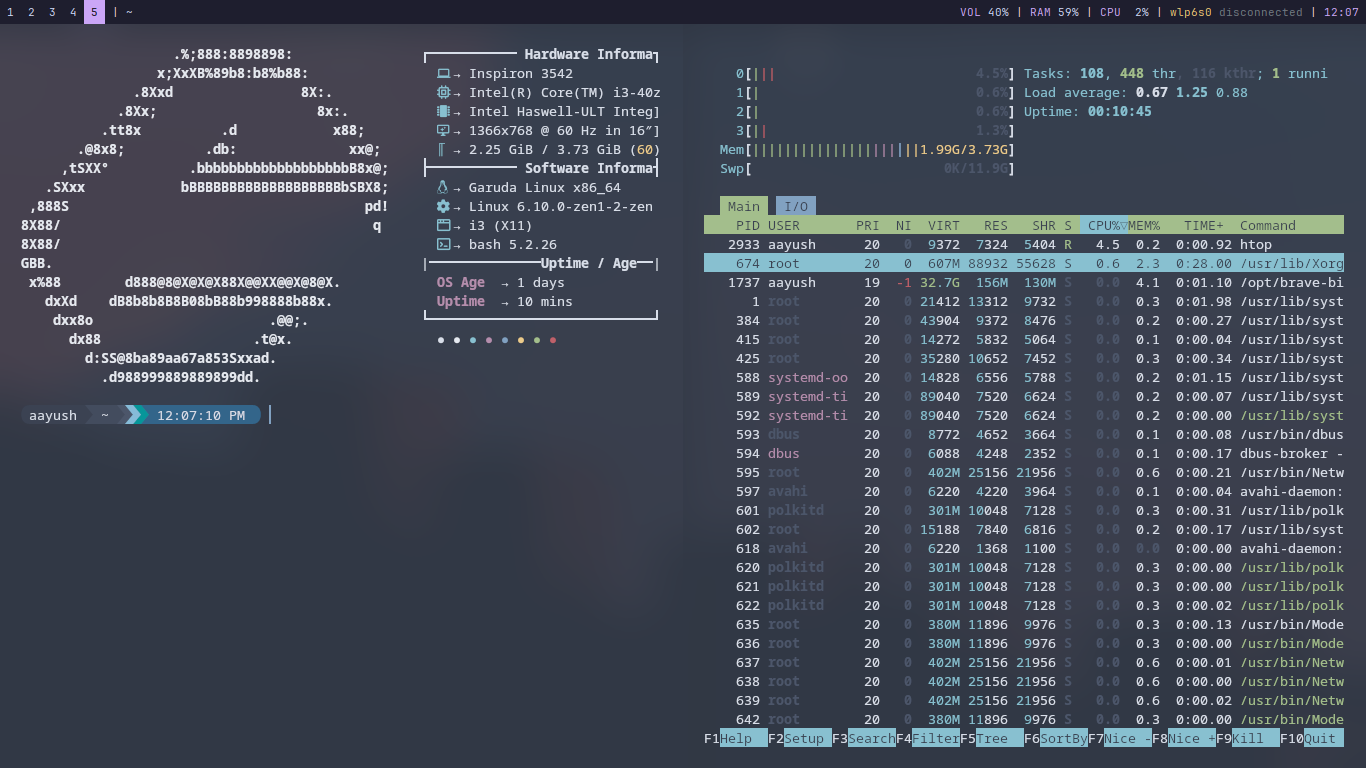 1 2 3 4 5 | ~
VOL 40% | RAM 59% | CPU 2% | wlp6s0 disconnected | 12:07
.%;888:8898898:
x;XxXB%89b8:b8%b88:
.8Xxd 8X:.
.8Xx; 8x:.
.tt8x .d x88;
.@8x8; .db: xx@;
,tSXX° .bbbbbbbbbbbbbbbbbbbB8x@;
.SXxx bBBBBBBBBBBBBBBBBBBBbSBX8;
,888S pd!
8X88/ q
8X88/
GBB.
x%88 d888@8@X@X@X88X@@XX@@X@8@X.
dxXd dB8b8b8B8B08bB88b998888b88x.
dxx8o .@@;.
dx88 .t@x.
d:SS@8ba89aa67a853Sxxad.
.d988999889889899dd.
Hardware Informa
→ Inspiron 3542
→ Intel(R) Core(TM) i3-40z
→ Intel Haswell-ULT Integ]
→ 1366x768 @ 60 Hz in 16″]
→ 2.25 GiB / 3.73 GiB (60)
Software Informa
→ Garuda Linux x86_64
→ Linux 6.10.0-zen1-2-zen
→ i3 (X11)
→ bash 5.2.26
Uptime / Age
OS Age → 1 days
Uptime → 10 mins
aayush ~ 12:07:10 PM
0[||| 4.5%] Tasks: 108, 448 thr, 116 kthr; 1 runni
1[| 0.6%] Load average: 0.67 1.25 0.88
2[| 0.6%] Uptime: 00:10:45
3[|| 1.3%]
Mem[|||||||||||||||||||||1.99G/3.73G]
Swp[ 0K/11.9G]
Main I/O
PID USER PRI NI VIRT RES SHR S CPU%▽MEM% TIME+ Command
2933 aayush 20 0 9372 7324 5404 R 4.5 0.2 0:00.92 htop
674 root 20 0 607M 88932 55628 S 0.6 2.3 0:28.00 /usr/lib/Xorg
1737 aayush 19 -1 32.7G 156M 130M S 0.0 4.1 0:01.10 /opt/brave-bi
1 root 20 0 21412 13312 9732 S 0.0 0.3 0:01.98 /usr/lib/syst
384 root 20 0 43904 9372 8476 S 0.0 0.2 0:00.27 /usr/lib/syst
415 root 20 0 14272 5832 5064 S 0.0 0.1 0:00.04 /usr/lib/syst
425 root 20 0 35280 10652 7452 S 0.0 0.3 0:00.34 /usr/lib/syst
588 systemd-oo 20 0 14828 6556 5788 S 0.0 0.2 0:01.15 /usr/lib/syst
589 systemd-ti 20 0 89040 7520 6624 S 0.0 0.2 0:00.07 /usr/lib/syst
592 systemd-ti 20 0 89040 7520 6624 S 0.0 0.2 0:00.00 /usr/lib/syst
593 dbus 20 0 8772 4652 3664 S 0.0 0.1 0:00.08 /usr/bin/dbus
594 dbus 20 0 6088 4248 2352 S 0.0 0.1 0:00.17 dbus-broker -
595 root 20 0 402M 25156 21956 S 0.0 0.6 0:00.21 /usr/bin/Netw
597 avahi 20 0 6220 4220 3964 S 0.0 0.1 0:00.04 avahi-daemon:
601 polkitd 20 0 301M 10048 7128 S 0.0 0.3 0:00.31 /usr/lib/polk
602 root 20 0 15188 7840 6816 S 0.0 0.2 0:00.17 /usr/lib/syst
618 avahi 20 0 6220 1368 1100 S 0.0 0.0 0:00.00 avahi-daemon:
620 polkitd 20 0 301M 10048 7128 S 0.0 0.3 0:00.00 /usr/lib/polk
621 polkitd 20 0 301M 10048 7128 S 0.0 0.3 0:00.00 /usr/lib/polk
622 polkitd 20 0 301M 10048 7128 S 0.0 0.3 0:00.02 /usr/lib/polk
635 root 20 0 380M 11896 9976 S 0.0 0.3 0:00.13 /usr/bin/Mode
636 root 20 0 380M 11896 9976 S 0.0 0.3 0:00.00 /usr/bin/Mode
637 root 20 0 402M 25156 21956 S 0.0 0.6 0:00.01 /usr/bin/Netw
638 root 20 0 402M 25156 21956 S 0.0 0.6 0:00.00 /usr/bin/Netw
639 root 20 0 402M 25156 21956 S 0.0 0.6 0:00.02 /usr/bin/Netw
642 root 20 0 380M 11896 9976 S 0.0 0.3 0:00.00 /usr/bin/Mode
F1Help F2Setup F3SearchF4FilterF5Tree F6SortByF7Nice -F8Nice +F9Kill F10Quit